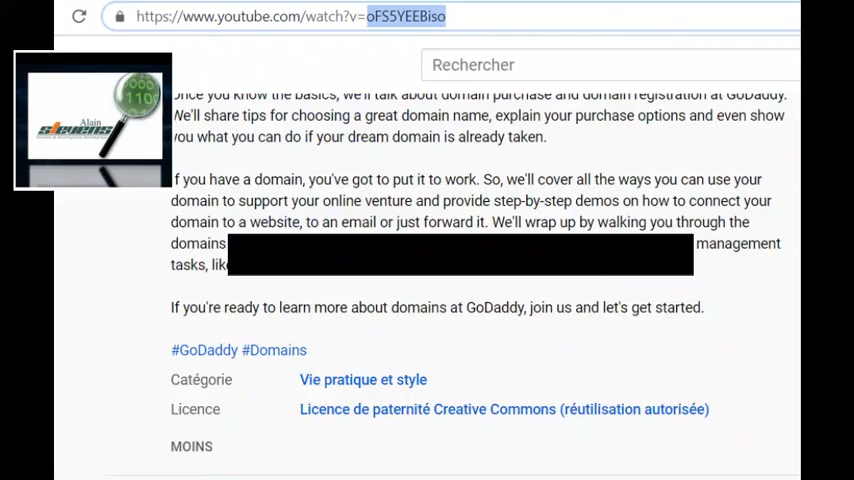 https://www.youtube.com/watch?v=oFS5YEEBiso
Rechercher
once you know the basics, we'll talk about domain purchase and domain registration at GoDaddy.
We'll share tips for choosing a great domain name, explain your purchase options and even show
you what you can do if your dream domain is already taken.
Alain
stevens
f you have a domain, you've got to put it to work. So, we'll cover all the ways you can use your
domain to support your online venture and provide step-by-step demos on how to connect your
domain to a website, to an email or just forward it. We'll wrap up by walking you through the
domains management
tasks, lik
If you're ready to learn more about domains at GoDaddy, join us and let's get started.
#GoDaddy #Domains
Catégorie Vie pratique et style
Licence Licence de paternité Creative Commons (réutilisation autorisée)
MOINS